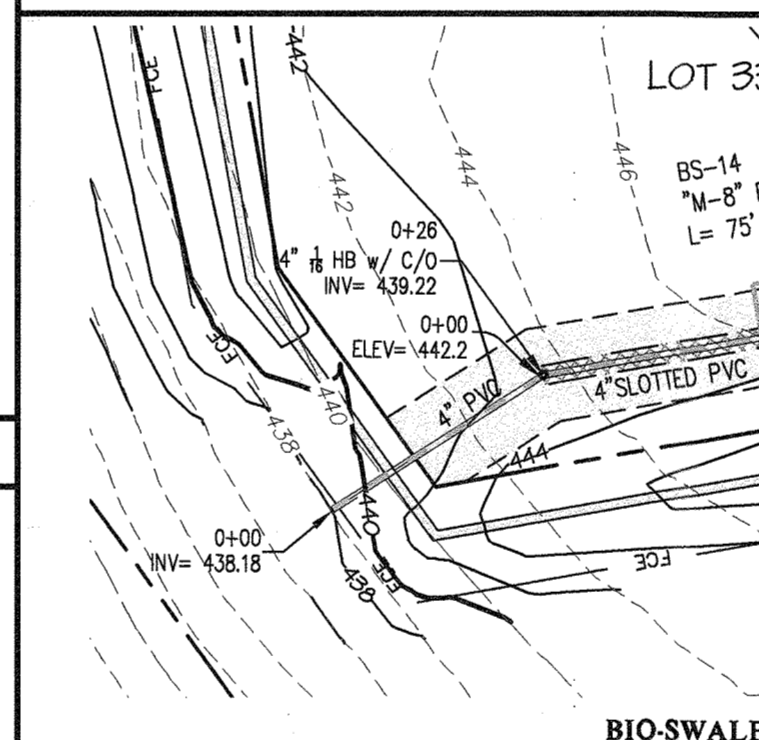 FCE
442
LOT 33
442
444
446
BS-14
"M-8"
L= 75'
0+26
4" 1/16 HB w/ C/O
INV= 439.22
0+00
ELEV= 442.2
FCE
4" PVC
4"SLOTTED PVC
440
438
444
440
0+00
INV= 438.18
FCE
438
FCE
BIO-SWALE